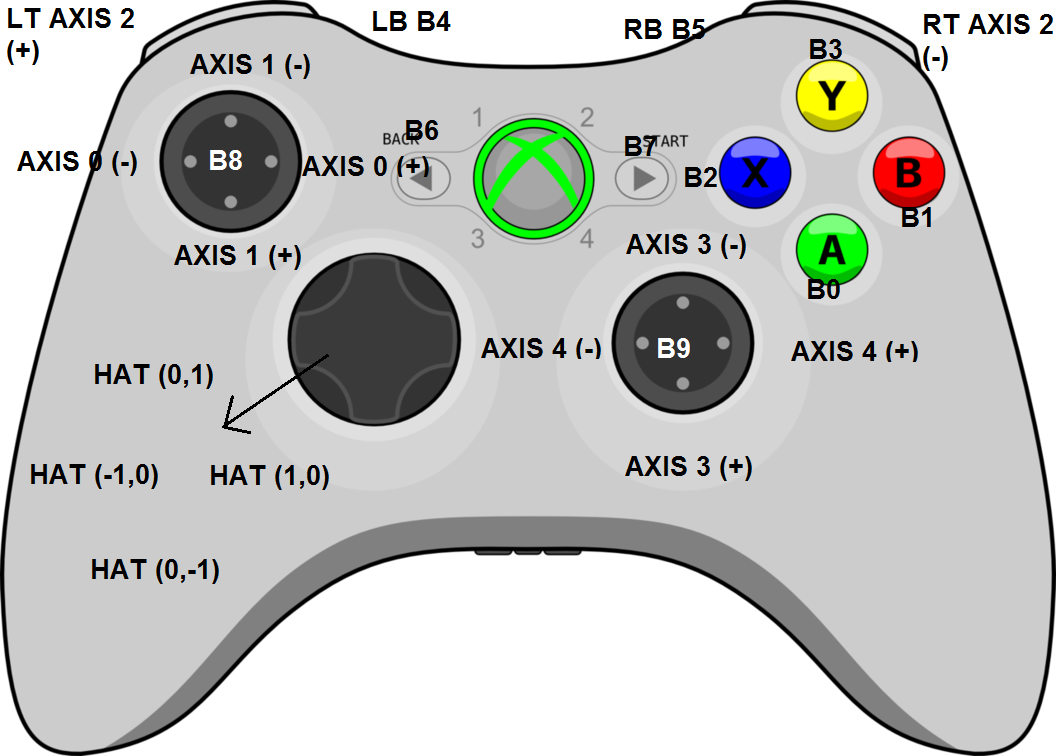 LT AXIS 2
(+)
LB B4
RB B5
RT AXIS 2
(-)
AXIS 1 (-)
B3
Y
1
2
BACK
B6
B7
START
AXIS 0 (-)
B8
AXIS 0 (+)
B2
X
B
B1
3
4
AXIS 1 (+)
AXIS 3 (-)
A
B0
AXIS 4 (-)
B9
AXIS 4 (+)
HAT (0,1)
HAT (-1,0)
HAT (1,0)
AXIS 3 (+)
HAT (0,-1)